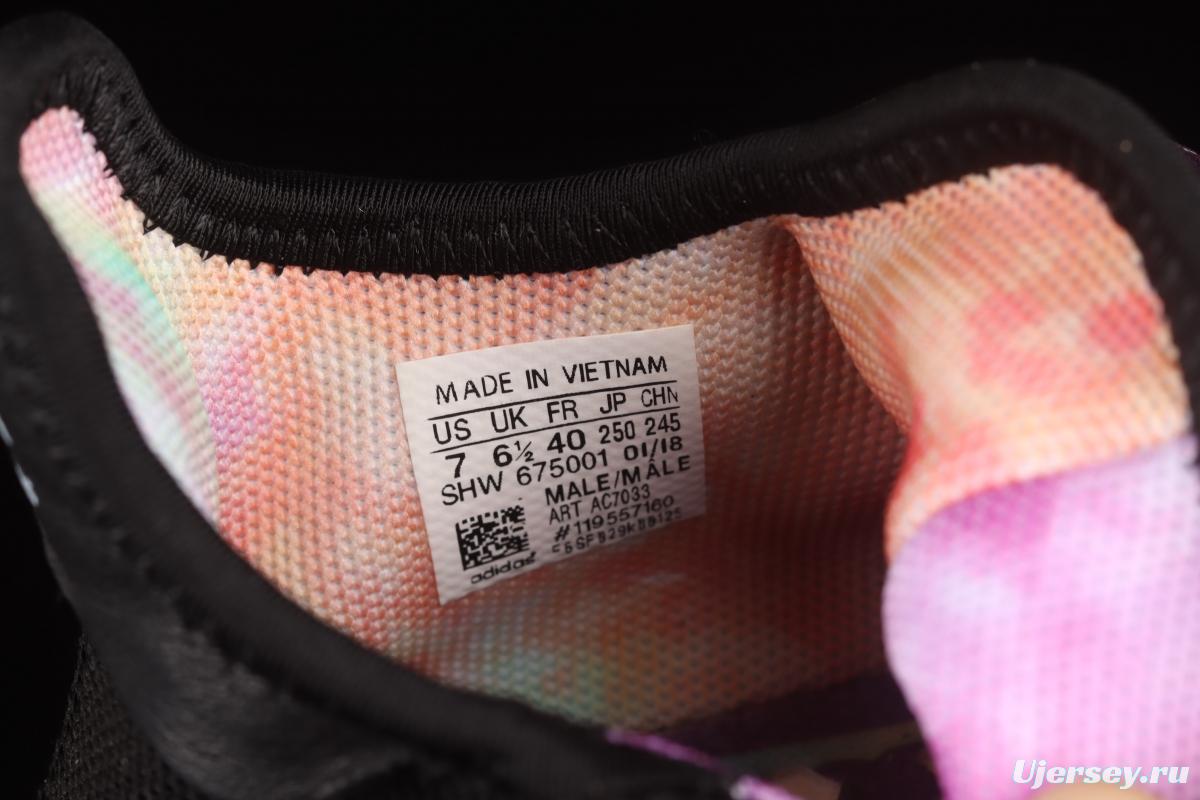 MADE IN VIETNAM
US UK FR JP CHN
7 6½ 40 250 245
SHW 675001 01/18
MALE/MÂLE
ART AC7033
#119557160
adidas
Ujersey.ru